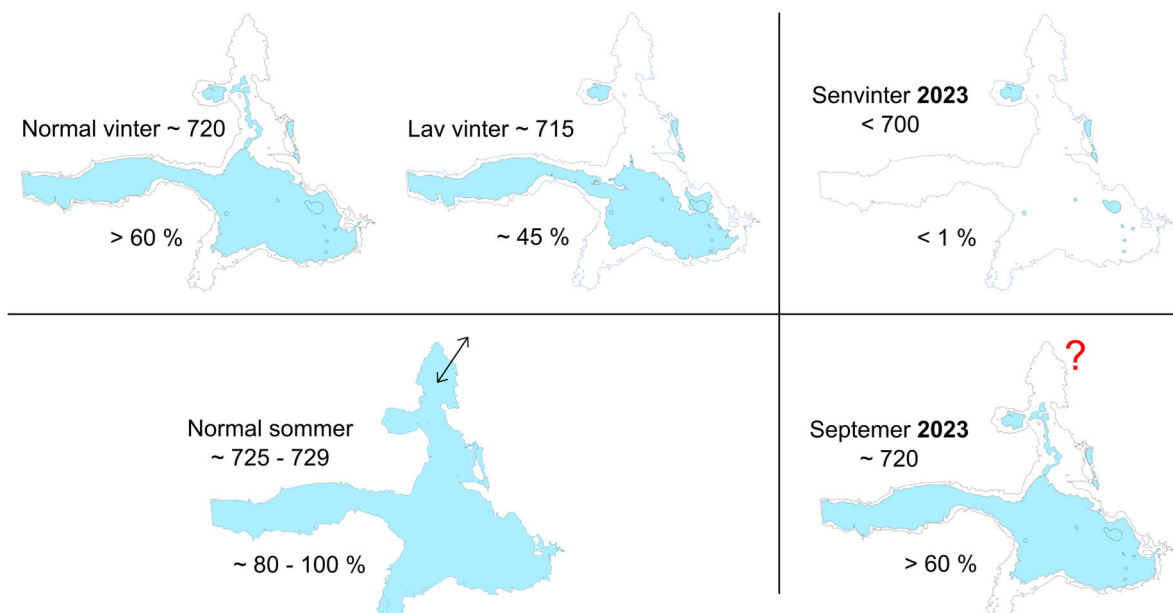 Normal vinter ~ 720
> 60 %
Lav vinter ~ 715
~ 45 %
Senvinter 2023
< 700
< 1 %
Normal sommer
~ 725 - 729
~ 80 - 100 %
?
Septemer 2023
~ 720
> 60 %